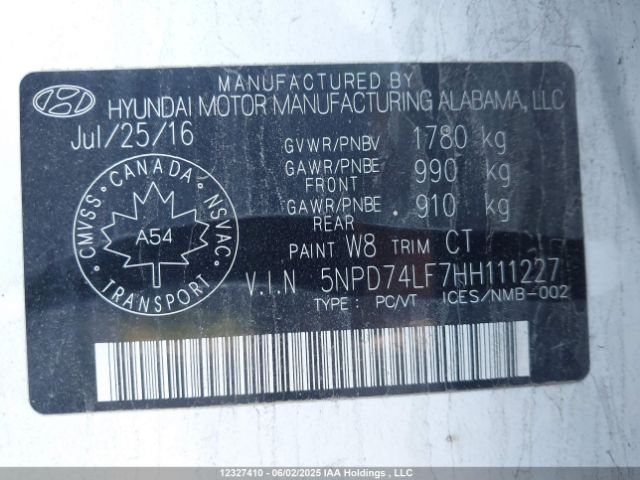 MANUFACTURED BY
HYUNDAI MOTOR MANUFACTURING ALABAMA, LLC
Jul/25/16
GVWR/PNBV 1780 kg
GAWR/PNBE FRONT 990 kg
GAWR/PNBE REAR 910 kg
CANADA
CMVSS NSVAC
A54
TRANSPORT
PAINT W8 TRIM CT
V.I.N 5NPD74LF7HH111227
TYPE: PC/VT ICES/NMB-002
12327410 - 06/02/2025 IAA Holdings , LLC